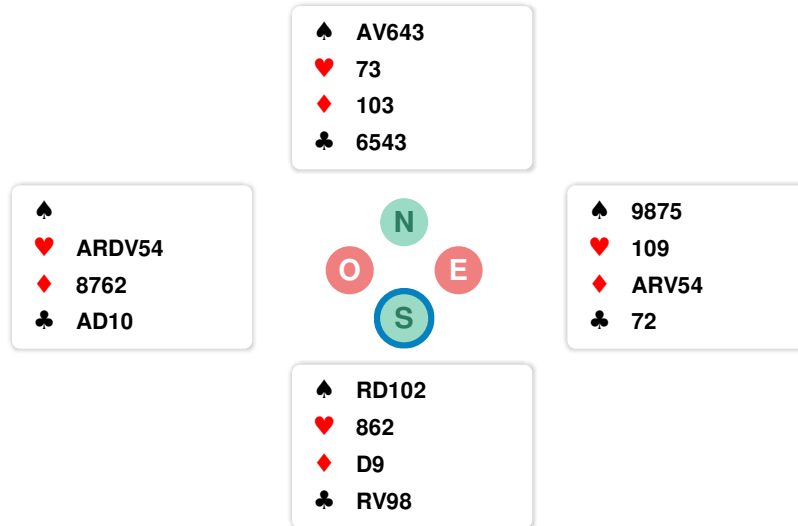 ♠ AV643
♥ 73
♦ 103
♣ 6543
♠
♥ ARDV54
♦ 8762
♣ AD10
N
O E
S
♠ 9875
♥ 109
♦ ARV54
♣ 72
♠ RD102
♥ 862
♦ D9
♣ RV98